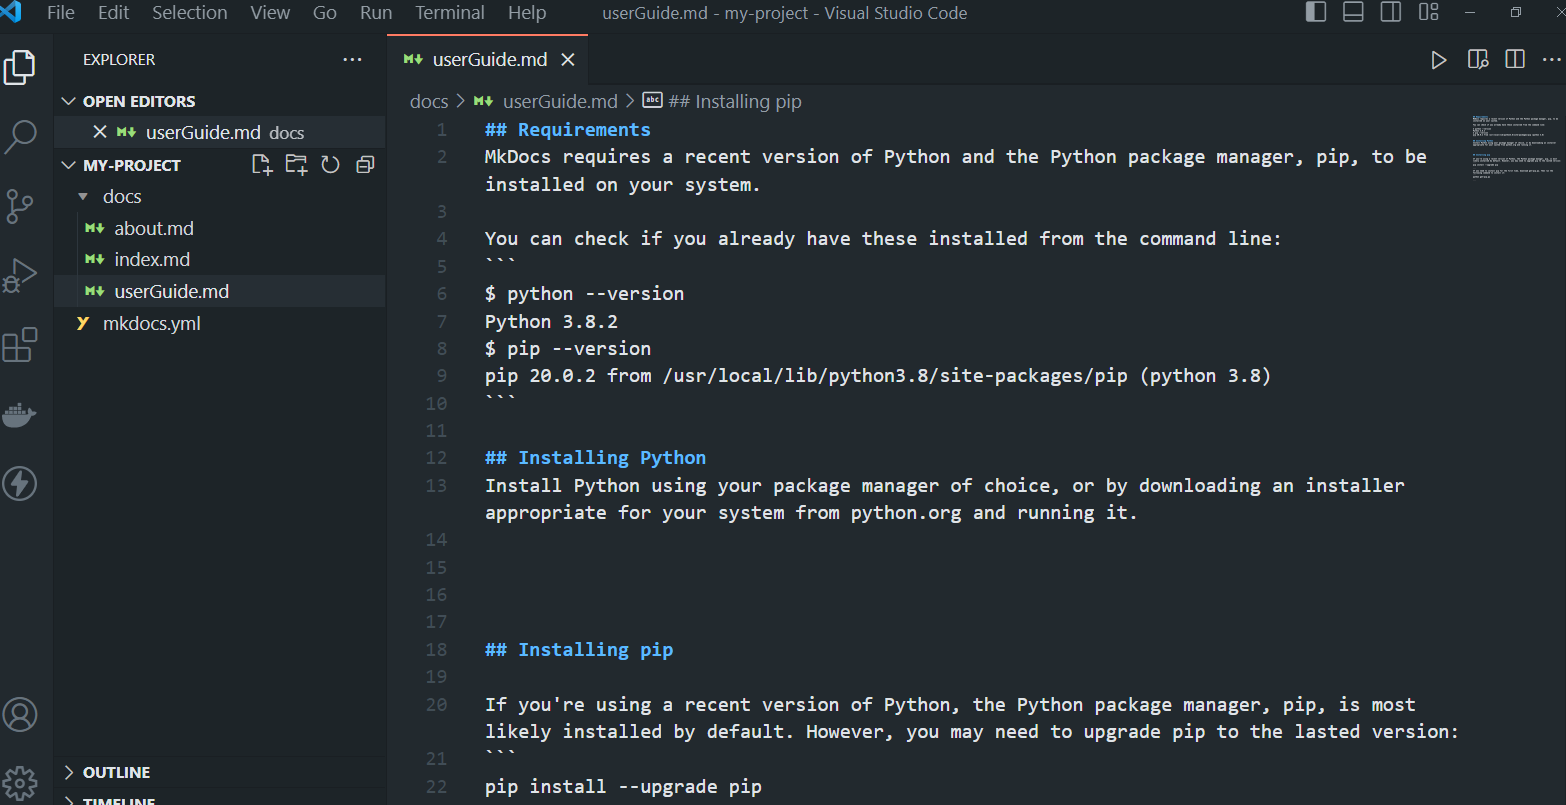 File Edit Selection View Go Run Terminal Help userGuide.md - my-project - Visual Studio Code
EXPLORER
OPEN EDITORS
userGuide.md docs
MY-PROJECT
docs
about.md
index.md
userGuide.md
mkdocs.yml
OUTLINE
TIMELINE
userGuide.md
docs > userGuide.md > abc ## Installing pip
1 ## Requirements
2 MkDocs requires a recent version of Python and the Python package manager, pip, to be
installed on your system.
3
4 You can check if you already have these installed from the command line:
5 ```
6 $ python --version
7 Python 3.8.2
8 $ pip --version
9 pip 20.0.2 from /usr/local/lib/python3.8/site-packages/pip (python 3.8)
10 ```
11
12 ## Installing Python
13 Install Python using your package manager of choice, or by downloading an installer
appropriate for your system from python.org and running it.
14
15
16
17
18 ## Installing pip
19
20 If you're using a recent version of Python, the Python package manager, pip, is most
likely installed by default. However, you may need to upgrade pip to the lasted version:
21 ```
22 pip install --upgrade pip